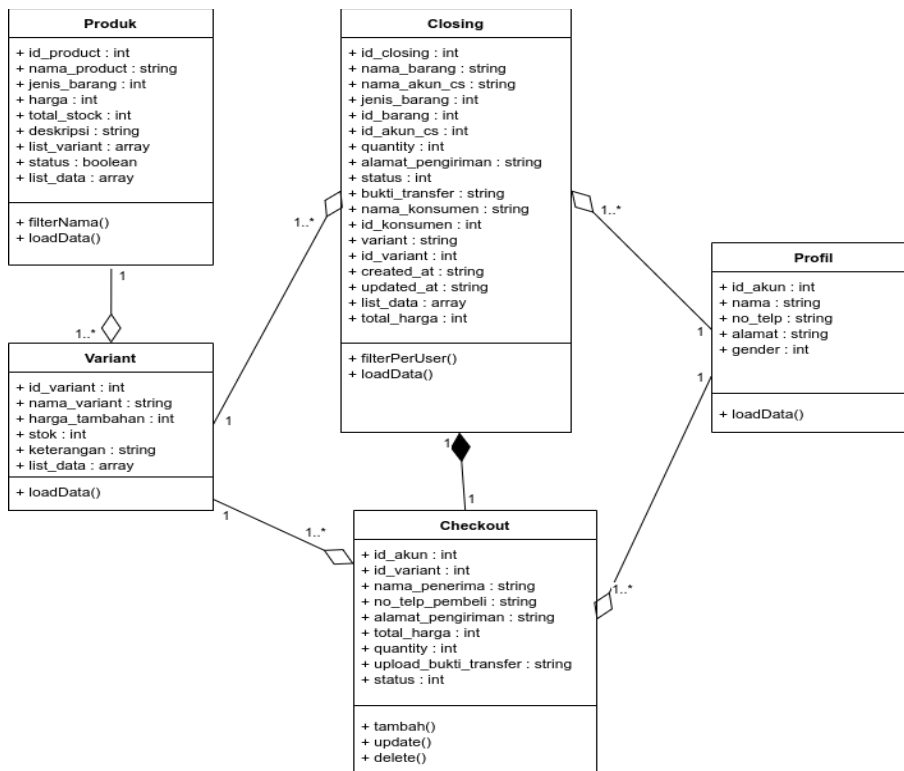 Produk
+ id_product : int
+ nama_product : string
+ jenis_barang : int
+ harga : int
+ total_stock : int
+ deskripsi : string
+ list_variant : array
+ status : boolean
+ list_data : array
+ filterNama()
+ loadData()
1
1..*
Variant
+ id_variant : int
+ nama_variant : string
+ harga_tambahan : int
+ stok : int
+ keterangan : string
+ list_data : array
+ loadData()
1..*
1
1
1..*
Closing
+ id_closing : int
+ nama_barang : string
+ nama_akun_cs : string
+ jenis_barang : int
+ id_barang : int
+ id_akun_cs : int
+ quantity : int
+ alamat_pengiriman : string
+ status : int
+ bukti_transfer : string
+ nama_konsumen : string
+ id_konsumen : int
+ variant : string
+ id_variant : int
+ created_at : string
+ updated_at : string
+ list_data : array
+ total_harga : int
+ filterPerUser()
+ loadData()
1
1
Checkout
+ id_akun : int
+ id_variant : int
+ nama_penerima : string
+ no_telp_pembeli : string
+ alamat_pengiriman : string
+ total_harga : int
+ quantity : int
+ upload_bukti_transfer : string
+ status : int
+ tambah()
+ update()
+ delete()
1..*
1
1
1..*
Profil
+ id_akun : int
+ nama : string
+ no_telp : string
+ alamat : string
+ gender : int
+ loadData()